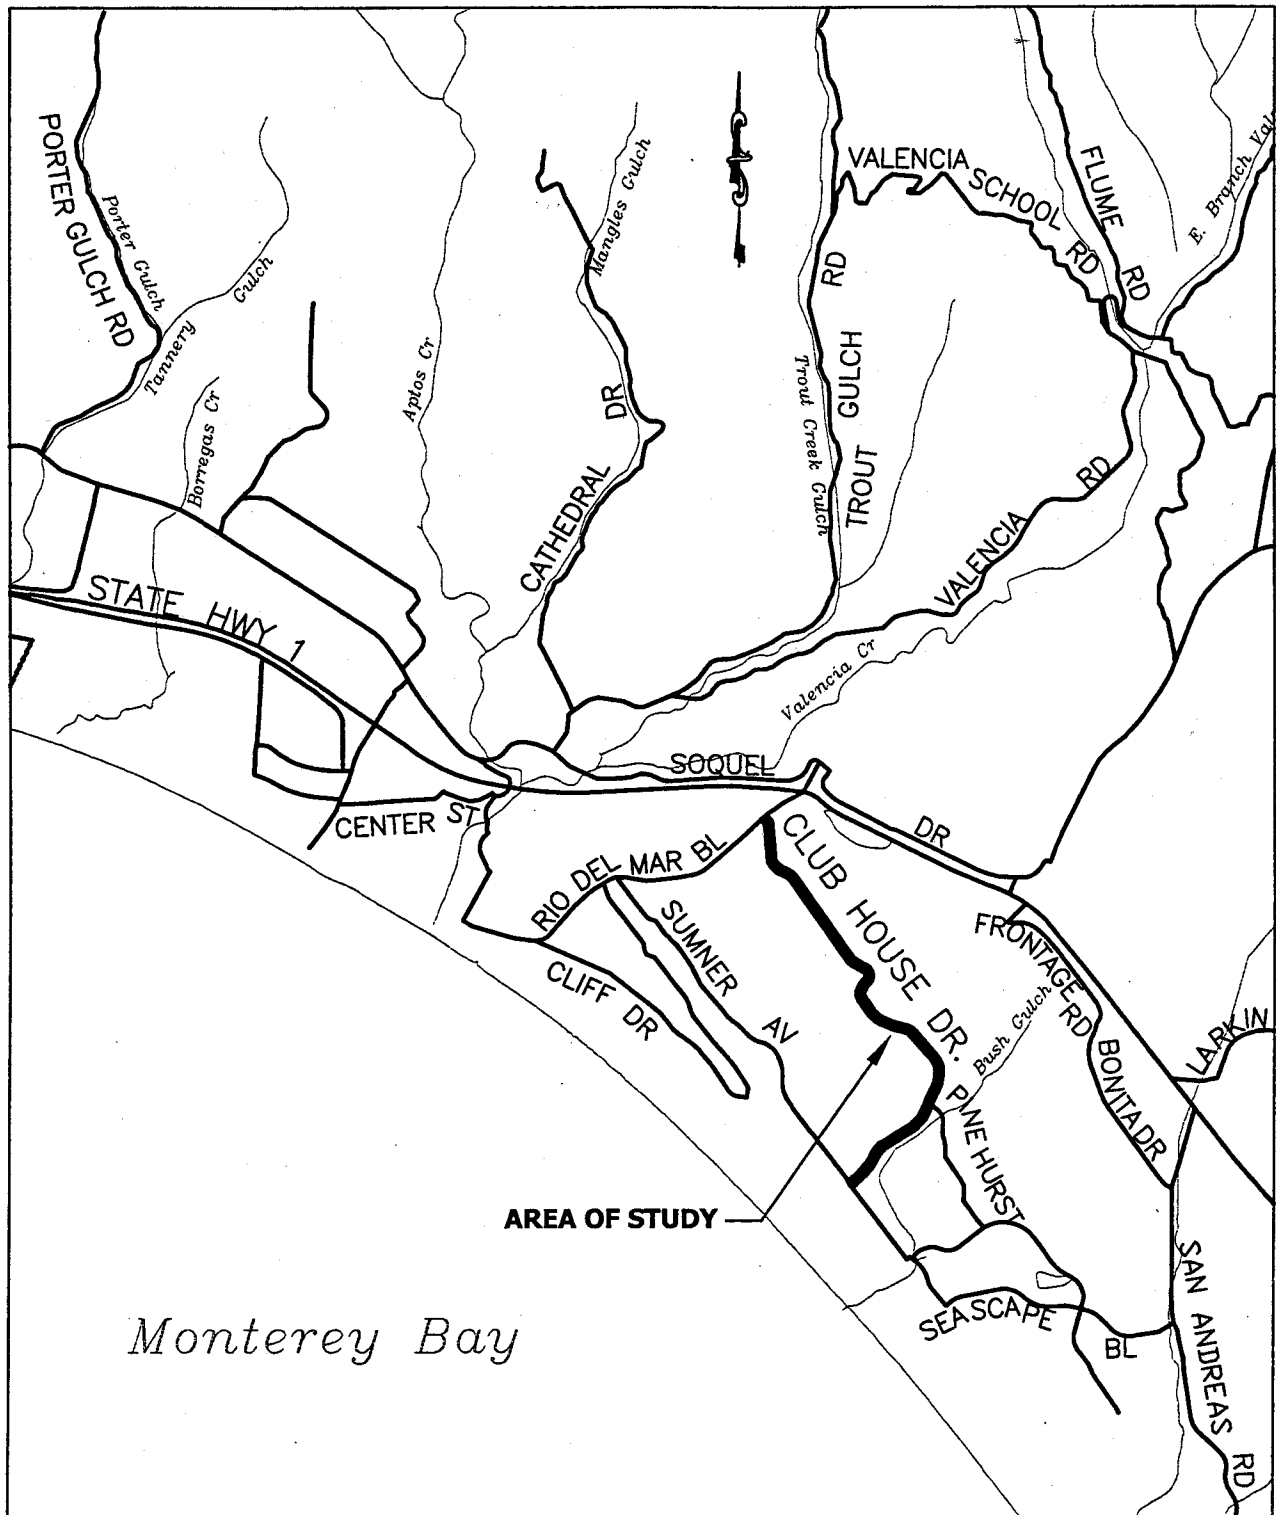 PORTER GULCH RD
Porter Gulch
Tannery Gulch
Borregas Cr
Aptos Cr
Mangles Gulch
CATHEDRAL DR
VALENCIA SCHOOL RD
FLUME RD
E. Branch
TROUT GULCH RD
Trout Creek Gulch
VALENCIA RD
Valencia Cr
STATE HWY 1
SOQUEL DR
CENTER ST
RIO DEL MAR BL
CLUB HOUSE DR.
SUMNER AV
CLIFF DR
FRONTAGE RD
Bush Gulch
BONITA DR
LARKIN
PINEHURST
AREA OF STUDY
SEASCAPE BL
SAN ANDREAS RD
Monterey Bay